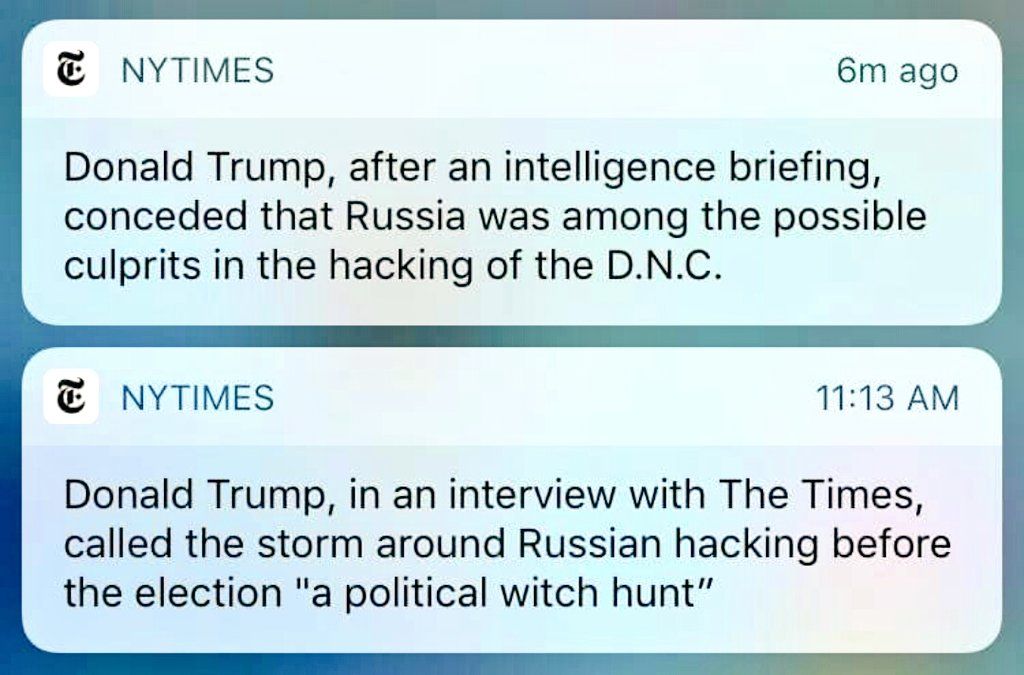 NYTIMES 6m ago
Donald Trump, after an intelligence briefing,
conceded that Russia was among the possible
culprits in the hacking of the D.N.C.
NYTIMES 11:13 AM
Donald Trump, in an interview with The Times,
called the storm around Russian hacking before
the election "a political witch hunt”